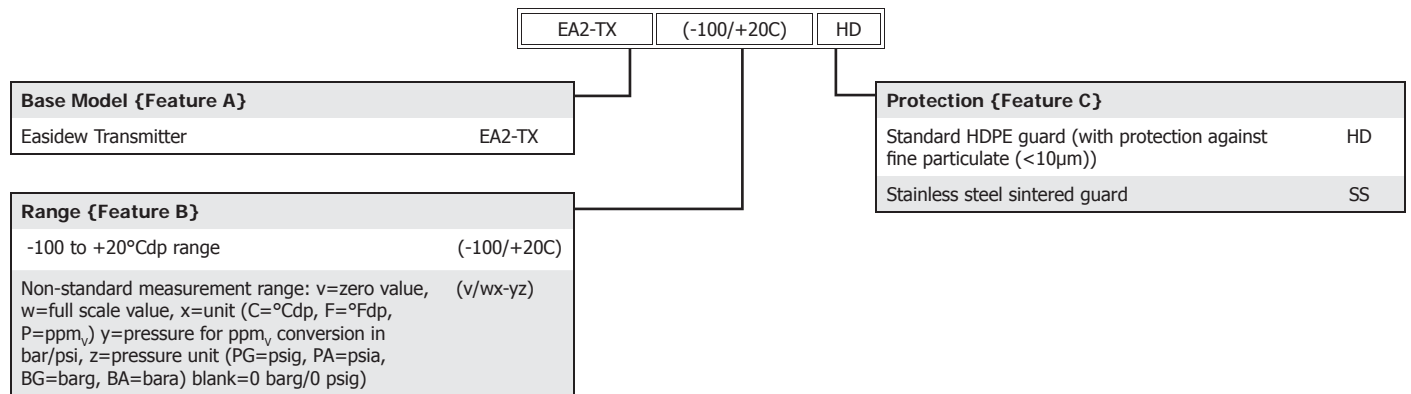 EA2-TX (-100/+20C) HD
Base Model {Feature A}
Easidew Transmitter EA2-TX
Range {Feature B}
-100 to +20°Cdp range (-100/+20C)
Non-standard measurement range: v=zero value, (v/wx-yz)
w=full scale value, x=unit (C=°Cdp, F=°Fdp,
P=ppmv) y=pressure for ppmv conversion in
bar/psi, z=pressure unit (PG=psig, PA=psia,
BG=barg, BA=bara) blank=0 barg/0 psig)
Protection {Feature C}
Standard HDPE guard (with protection against HD
fine particulate (<10µm))
Stainless steel sintered guard SS